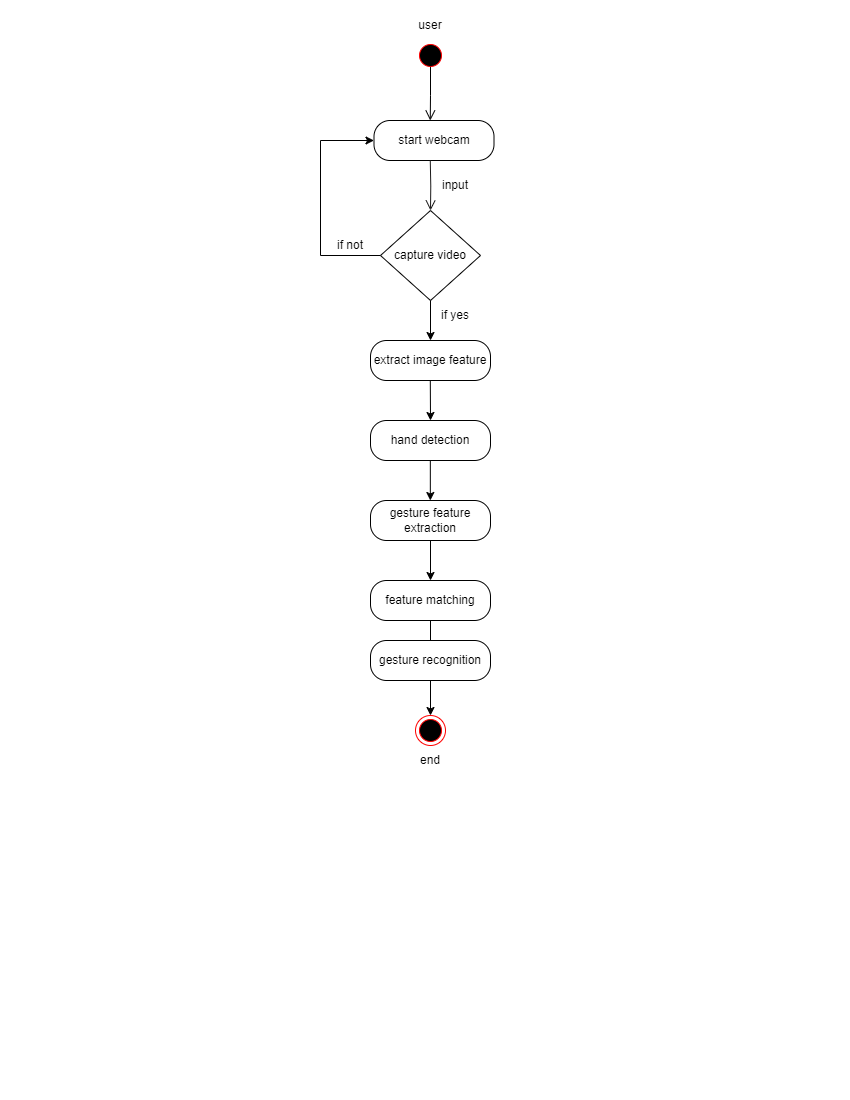 user
start webcam
input
capture video
if not
if yes
extract image feature
hand detection
gesture feature
extraction
feature matching
gesture recognition
end